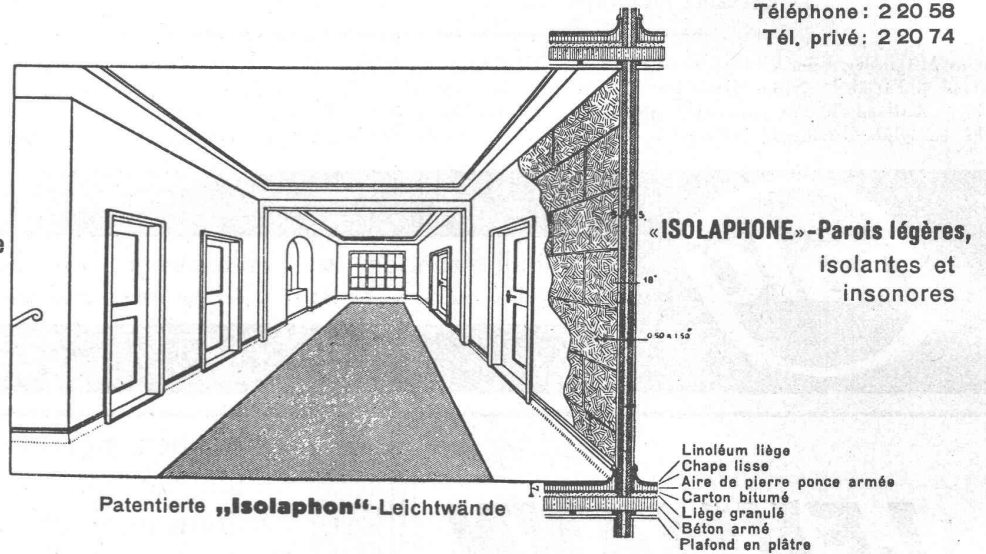 Téléphone: 2 20 58
Tél. privé: 2 20 74
«ISOLAPHONE»-Parois légères,
isolantes et
insonores
18"
Linoléum liège
Chape lisse
Aire de pierre ponce armée
Carton bitumé
Liège granulé
Béton armé
Plafond en plâtre
Patentierte „Isolaphon“-Leichtwände